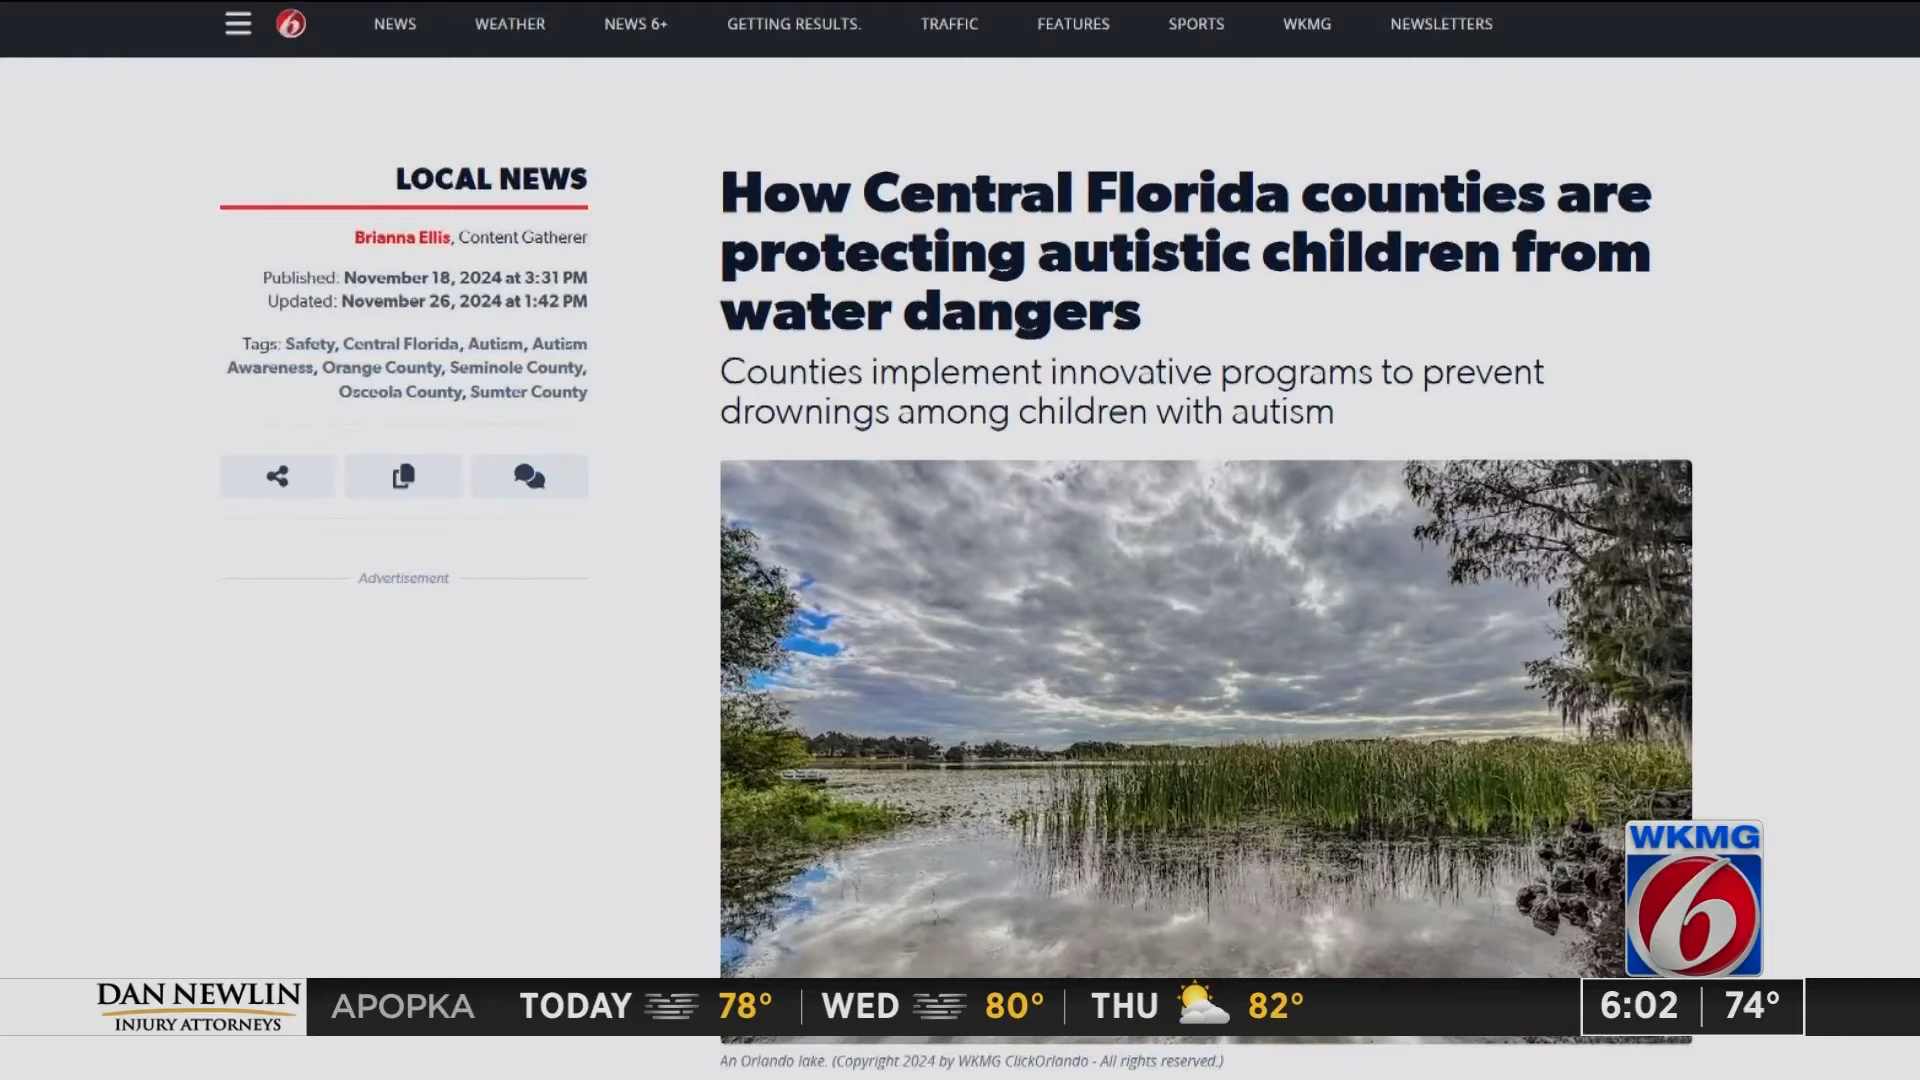 6
NEWS
WEATHER
NEWS 6+
GETTING RESULTS.
TRAFFIC
FEATURES
SPORTS
WKMG
NEWSLETTERS
LOCAL NEWS
Brianna Ellis, Content Gatherer
Published: November 18, 2024 at 3:31 PM
Updated: November 26, 2024 at 1:42 PM
Tags: Safety, Central Florida, Autism, Autism
Awareness, Orange County, Seminole County,
Osceola County, Sumter County
Advertisement
How Central Florida counties are
protecting autistic children from
water dangers
Counties implement innovative programs to prevent
drownings among children with autism
WKMG
6
DAN NEWLIN
INJURY ATTORNEYS
APOPKA
TODAY 78°
WED 80°
THU 82°
6:02
74°
An Orlando lake. (Copyright 2024 by WKMG ClickOrlando - All rights reserved.)